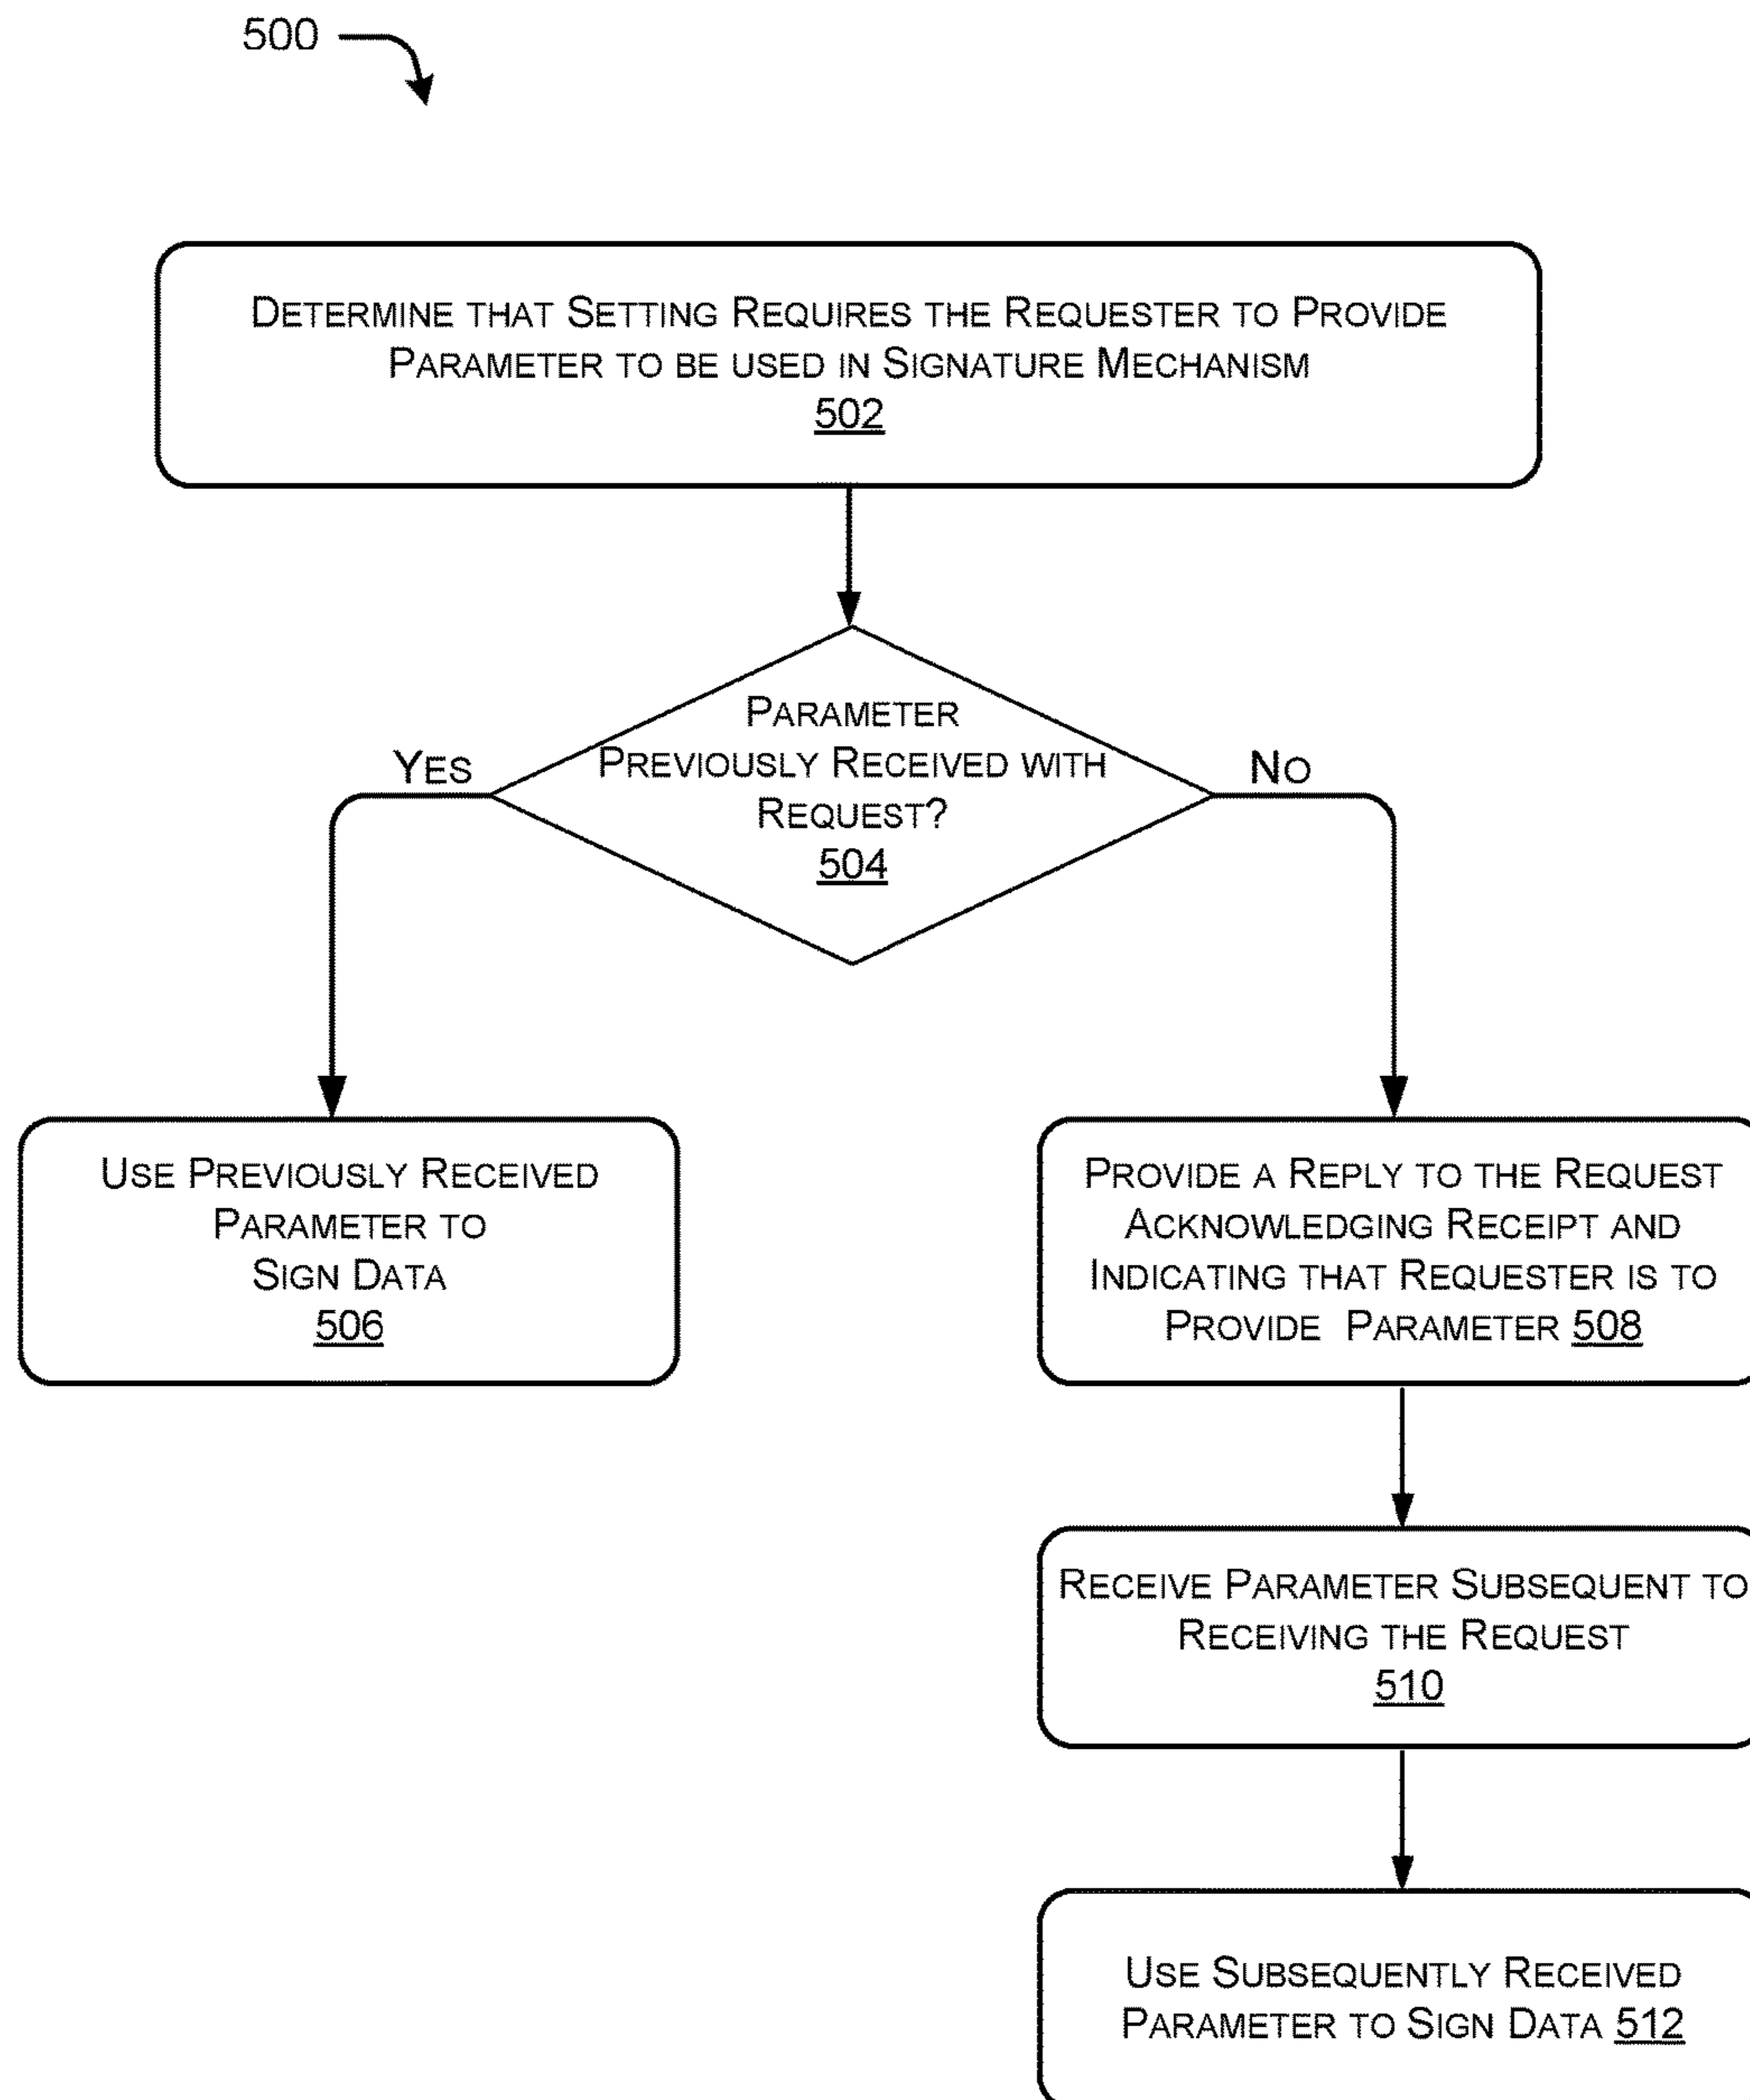 500
Determine that Setting Requires the Requester to Provide
Parameter to be used in Signature Mechanism
502
Parameter
Previously Received with
Request?
504
Yes
No
Use Previously Received
Parameter to
Sign Data
506
Provide a Reply to the Request
Acknowledging Receipt and
Indicating that Requester is to
Provide Parameter 508
Receive Parameter Subsequent to
Receiving the Request
510
Use Subsequently Received
Parameter to Sign Data 512